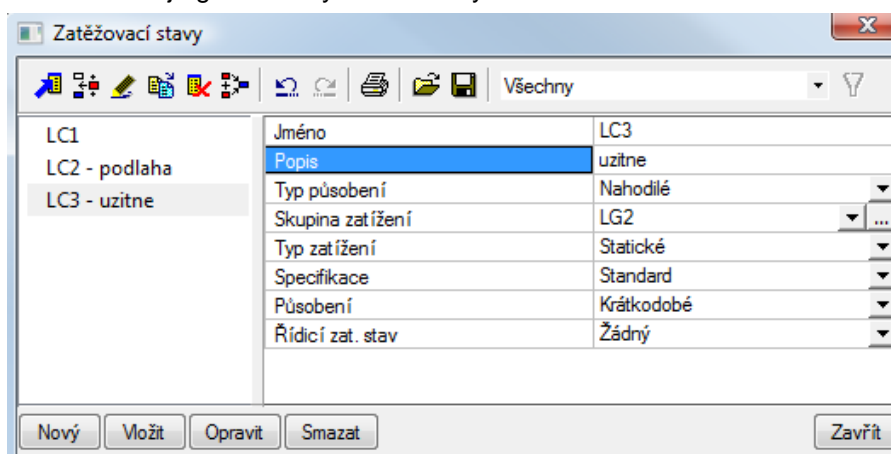 Zatěžovací stavy
Všechny
LC1
LC2 - podlaha
LC3 - uzitne
Jméno LC3
Popis uzitne
Typ působení Nahodilé
Skupina zatížení LG2 ...
Typ zatížení Statické
Specifikace Standard
Působení Krátkodobé
Řídicí zat. stav Žádný
Nový Vložit Opravit Smazat Zavřít